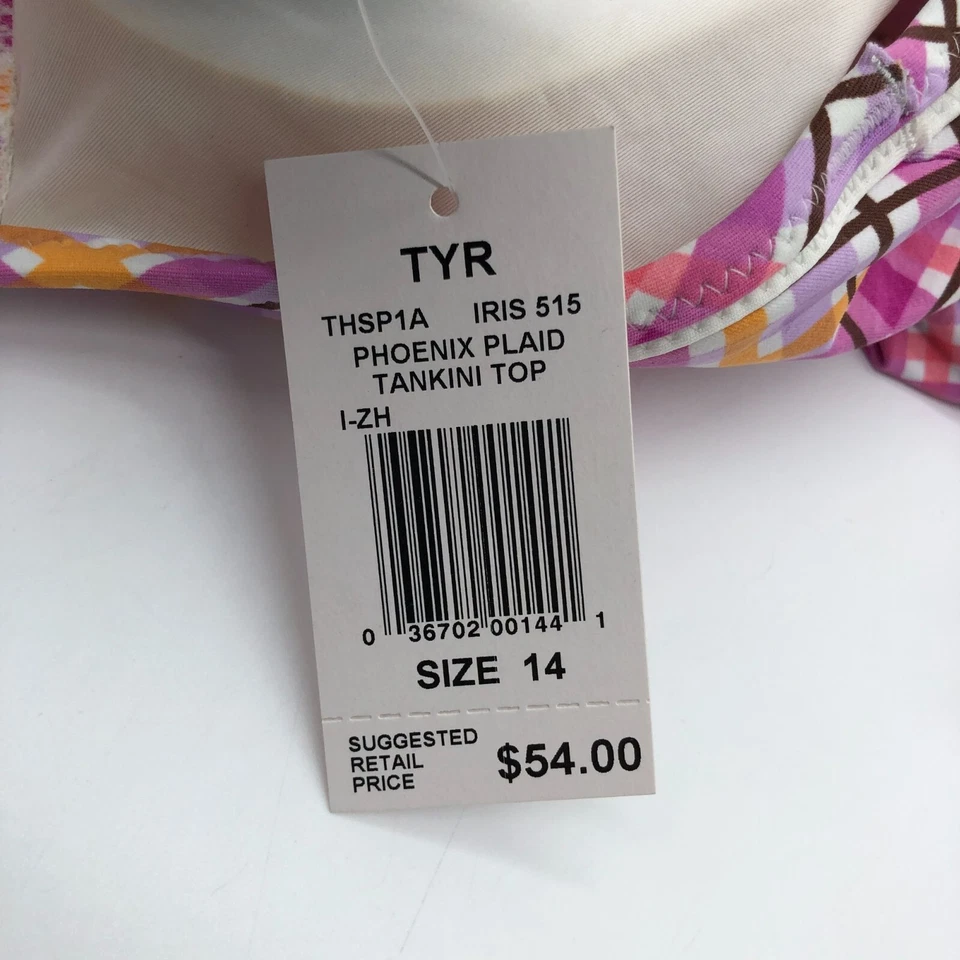 TYR
THSP1A IRIS 515
PHOENIX PLAID
TANKINI TOP
I-ZH
0 36702 00144 1
SIZE 14
SUGGESTED
RETAIL
PRICE
$54.00